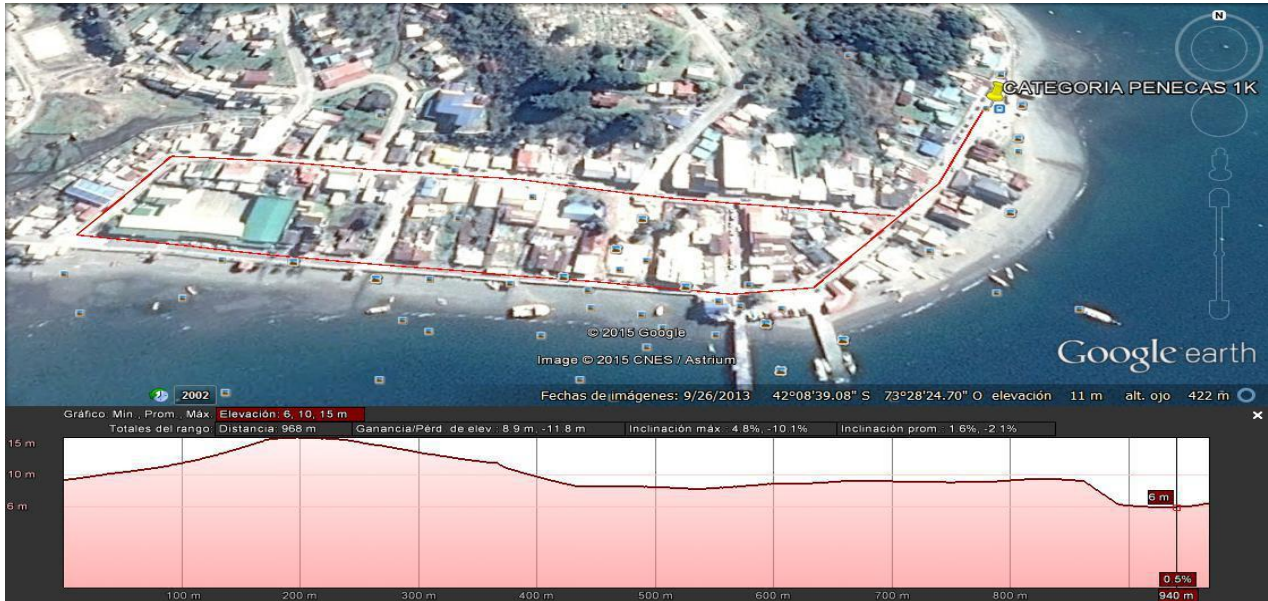 N
CATEGORIA PENECAS 1K
© 2015 Google
Image © 2015 CNES / Astrium
Google earth
2002
Fechas de imágenes: 9/26/2013 42°08'39.08" S 73°28'24.70" O elevación 11 m alt. ojo 422 m
Gráfico: Mín., Prom., Máx. Elevación: 6, 10, 15 m
Totales del rango: Distancia: 968 m Ganancia/Pérd. de elev.: 8.9 m, -11.8 m Inclinación máx.: 4.8%, -10.1% Inclinación prom.: 1.6%, -2.1%
15 m
10 m
6 m
6 m
0.5%
100 m 200 m 300 m 400 m 500 m 600 m 700 m 800 m 940 m